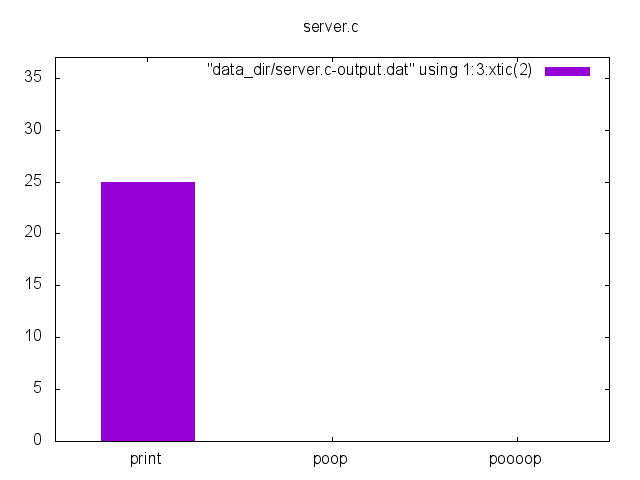 server.c
"data_dir/server.c-output.dat" using 1:3:xtic(2)
35
30
25
20
15
10
5
0
print poop poooop